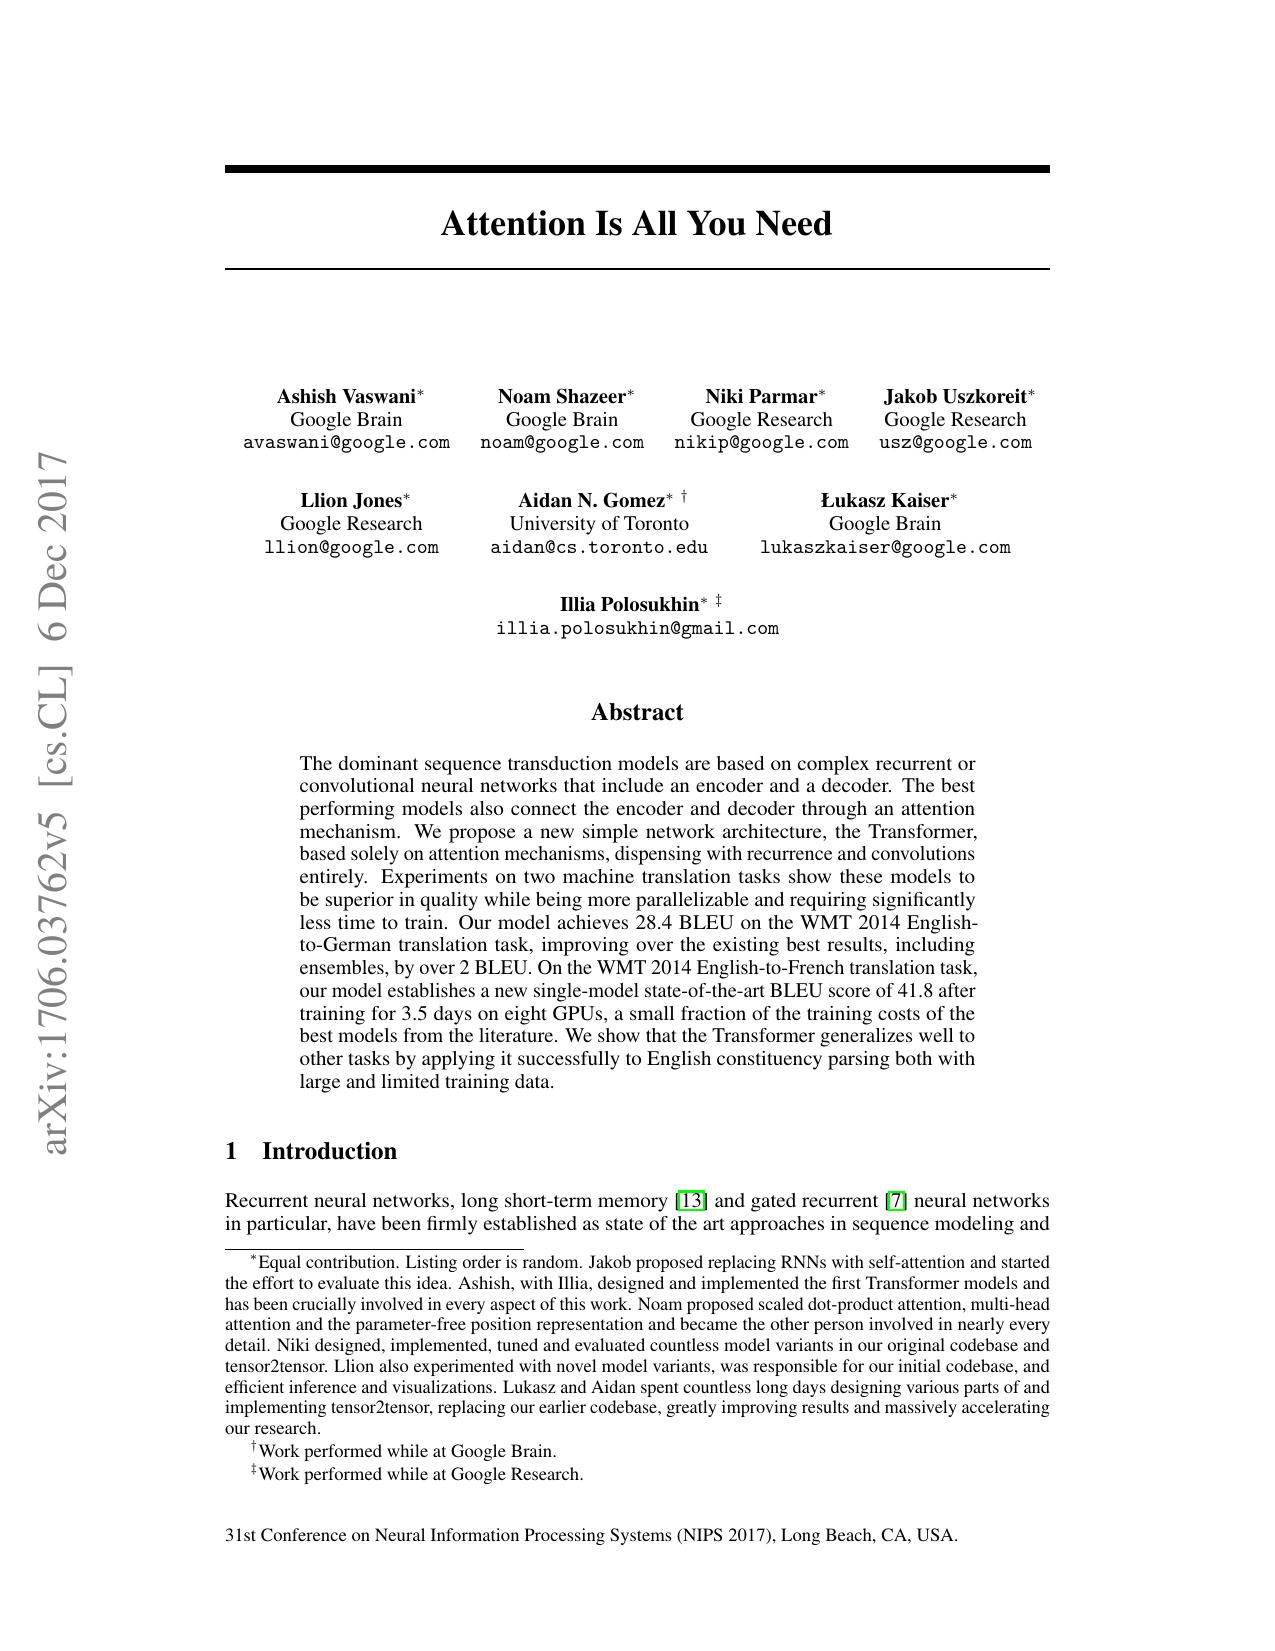 arXiv:1706.03762v5 [cs.CL] 6 Dec 2017
Attention Is All You Need
Ashish Vaswani∗ Noam Shazeer∗ Niki Parmar∗ Jakob Uszkoreit∗
Google Brain Google Brain Google Research Google Research
avaswani@google.com noam@google.com nikip@google.com usz@google.com
Llion Jones∗ Aidan N. Gomez∗ † Łukasz Kaiser∗
Google Research University of Toronto Google Brain
llion@google.com aidan@cs.toronto.edu lukaszkaiser@google.com
Illia Polosukhin∗ ‡
illia.polosukhin@gmail.com
Abstract
The dominant sequence transduction models are based on complex recurrent or
convolutional neural networks that include an encoder and a decoder. The best
performing models also connect the encoder and decoder through an attention
mechanism. We propose a new simple network architecture, the Transformer,
based solely on attention mechanisms, dispensing with recurrence and convolutions
entirely. Experiments on two machine translation tasks show these models to
be superior in quality while being more parallelizable and requiring significantly
less time to train. Our model achieves 28.4 BLEU on the WMT 2014 English-
to-German translation task, improving over the existing best results, including
ensembles, by over 2 BLEU. On the WMT 2014 English-to-French translation task,
our model establishes a new single-model state-of-the-art BLEU score of 41.8 after
training for 3.5 days on eight GPUs, a small fraction of the training costs of the
best models from the literature. We show that the Transformer generalizes well to
other tasks by applying it successfully to English constituency parsing both with
large and limited training data.
1 Introduction
Recurrent neural networks, long short-term memory [13] and gated recurrent [7] neural networks
in particular, have been firmly established as state of the art approaches in sequence modeling and
∗Equal contribution. Listing order is random. Jakob proposed replacing RNNs with self-attention and started
the effort to evaluate this idea. Ashish, with Illia, designed and implemented the first Transformer models and
has been crucially involved in every aspect of this work. Noam proposed scaled dot-product attention, multi-head
attention and the parameter-free position representation and became the other person involved in nearly every
detail. Niki designed, implemented, tuned and evaluated countless model variants in our original codebase and
tensor2tensor. Llion also experimented with novel model variants, was responsible for our initial codebase, and
efficient inference and visualizations. Lukasz and Aidan spent countless long days designing various parts of and
implementing tensor2tensor, replacing our earlier codebase, greatly improving results and massively accelerating
our research.
†Work performed while at Google Brain.
‡Work performed while at Google Research.
31st Conference on Neural Information Processing Systems (NIPS 2017), Long Beach, CA, USA.